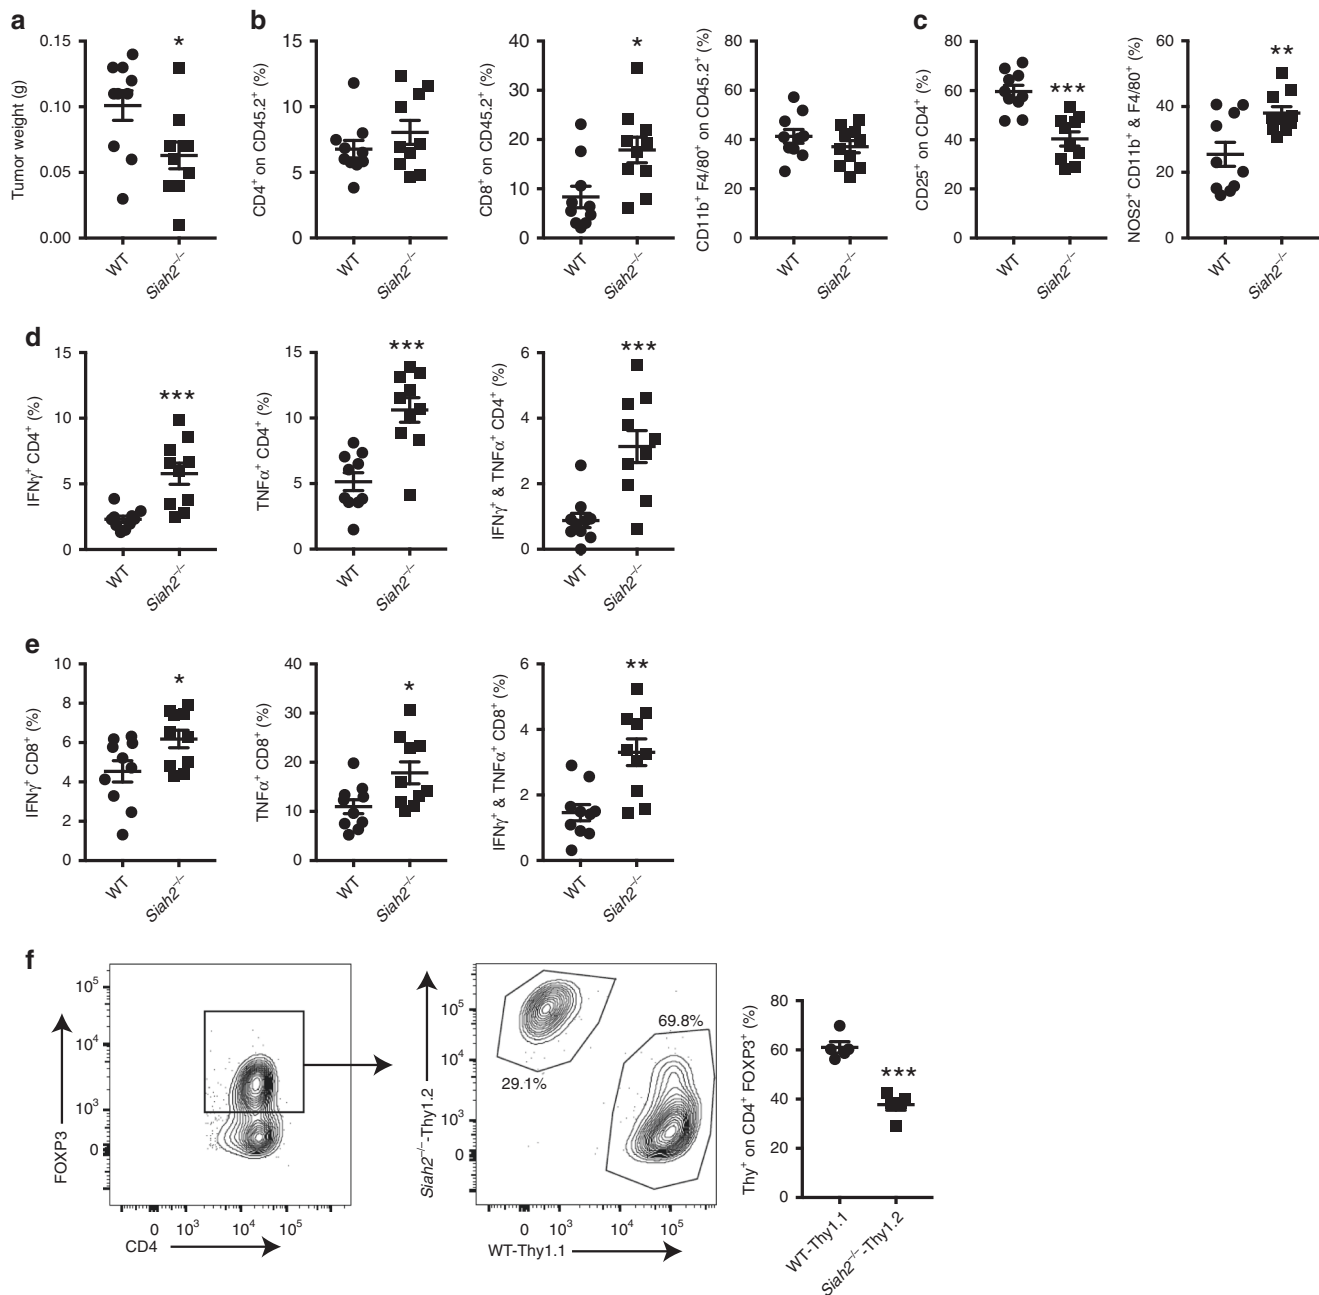 a
Tumor weight (g)
0.15
0.10
0.05
0.00
*
WT
Siah2⁻/⁻
b
CD4⁺ on CD45.2⁺ (%)
15
10
5
0
WT
Siah2⁻/⁻
CD8⁺ on CD45.2⁺ (%)
40
30
20
10
0
*
WT
Siah2⁻/⁻
CD11b⁺ F4/80⁺ on CD45.2⁺ (%)
80
60
40
20
0
WT
Siah2⁻/⁻
c
CD25⁺ on CD4⁺ (%)
80
60
40
20
0
***
WT
Siah2⁻/⁻
NOS2⁺ CD11b⁺ & F4/80⁺ (%)
60
40
20
0
**
WT
Siah2⁻/⁻
d
IFNγ⁺ CD4⁺ (%)
15
10
5
0
***
WT
Siah2⁻/⁻
TNFα⁺ CD4⁺ (%)
15
10
5
0
***
WT
Siah2⁻/⁻
IFNγ⁺ & TNFα⁺ CD4⁺ (%)
6
4
2
0
***
WT
Siah2⁻/⁻
e
IFNγ⁺ CD8⁺ (%)
10
8
6
4
2
0
*
WT
Siah2⁻/⁻
TNFα⁺ CD8⁺ (%)
40
30
20
10
0
*
WT
Siah2⁻/⁻
IFNγ⁺ & TNFα⁺ CD8⁺ (%)
6
4
2
0
**
WT
Siah2⁻/⁻
f
FOXP3
10⁵
10⁴
10³
0
0 10³ 10⁴ 10⁵
CD4
Siah2⁻/⁻-Thy1.2
10⁵
10⁴
10³
0
29.1%
69.8%
0 10³ 10⁴ 10⁵
WT-Thy1.1
Thy⁺ on CD4⁺ FOXP3⁺ (%)
80
60
40
20
0
***
WT-Thy1.1
Siah2⁻/⁻-Thy1.2